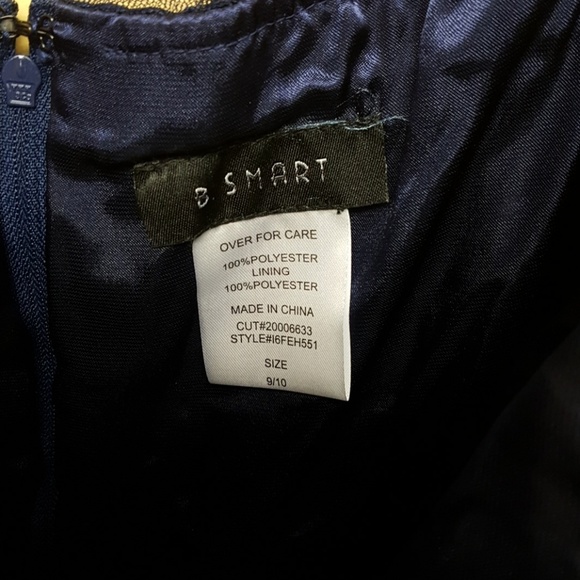 B. SMART
OVER FOR CARE
100%POLYESTER
LINING
100%POLYESTER
MADE IN CHINA
CUT#20006633
STYLE#I6FEH551
SIZE
9/10